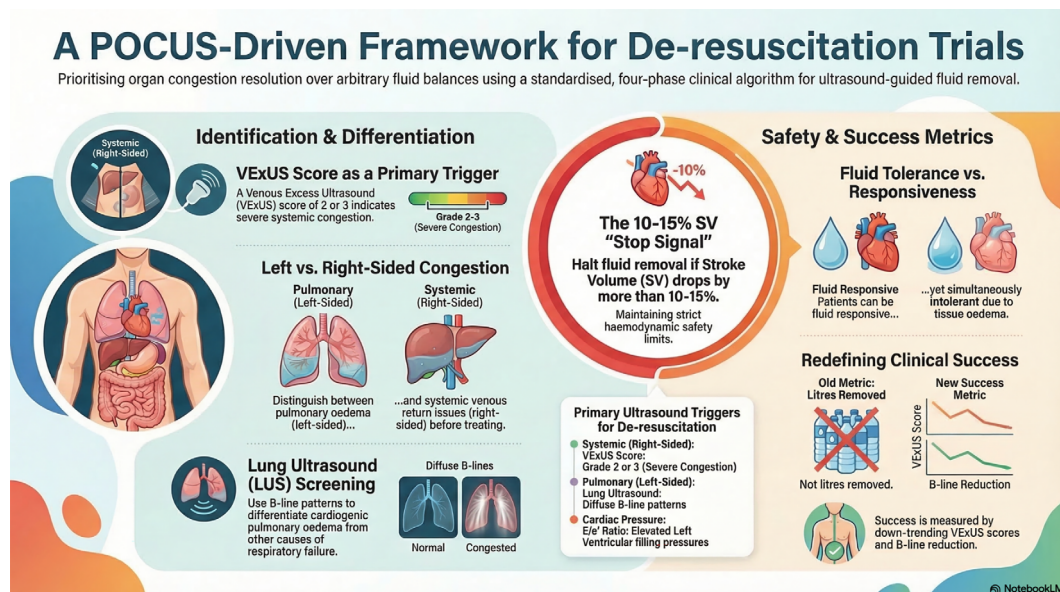 A POCUS-Driven Framework for De-resuscitation Trials
Prioritising organ congestion resolution over arbitrary fluid balances using a standardised, four-phase clinical algorithm for ultrasound-guided fluid removal.
Identification & Differentiation
Systemic
(Right-Sided)
VExUS Score as a Primary Trigger
A Venous Excess Ultrasound
(VExUS) score of 2 or 3 indicates
severe systemic congestion.
Grade 2-3
(Severe Congestion)
Left vs. Right-Sided Congestion
Pulmonary
(Left-Sided)
Distinguish between
pulmonary oedema
(left-sided)...
Systemic
(Right-Sided)
...and systemic venous
return issues (right-
sided) before treating.
Lung Ultrasound
(LUS) Screening
Use B-line patterns to
differentiate cardiogenic
pulmonary oedema from
other causes of
respiratory failure.
Diffuse B-lines
Normal
Congested
-10%
The 10-15% SV
“Stop Signal”
Halt fluid removal if Stroke
Volume (SV) drops by
more than 10-15%.
Maintaining strict
haemodynamic safety
limits.
Primary Ultrasound Triggers
for De-resuscitation
Systemic (Right-Sided):
VExUS Score:
Grade 2 or 3 (Severe Congestion)
Pulmonary (Left-Sided):
Lung Ultrasound:
Diffuse B-line patterns
Cardiac Pressure:
E/e' Ratio: Elevated Left
Ventricular filling pressures
Safety & Success Metrics
Fluid Tolerance vs.
Responsiveness
Fluid Responsive
Patients can be
fluid responsive...
...yet simultaneously
intolerant due to
tissue oedema.
Redefining Clinical Success
Old Metric:
Litres Removed
Not litres removed.
New Success
Metric
VExUS Score
B-line Reduction
Success is measured by
down-trending VExUS scores
and B-line reduction.
NotebookLM